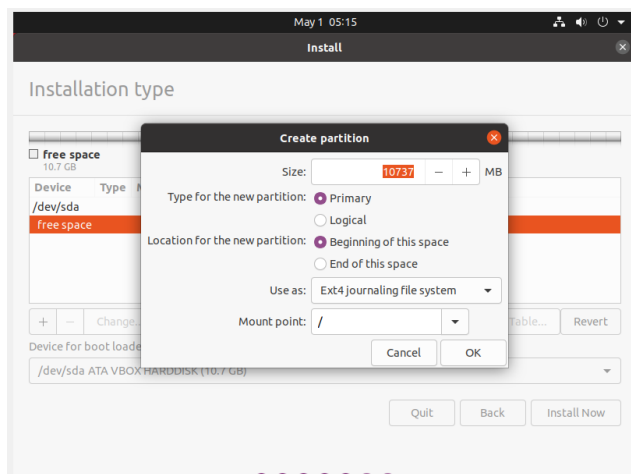 May 1 05:15
Install
Installation type
Create partition
free space
10.7 GB
Size: 10737 − + MB
Device Type
Type for the new partition: Primary
/dev/sda
Logical
free space
Location for the new partition: Beginning of this space
End of this space
Use as: Ext4 journaling file system
Mount point: /
+ − Change... Table... Revert
Cancel OK
Device for boot loade
/dev/sda ATA VBOX HARDDISK (10.7 GB)
Quit Back Install Now